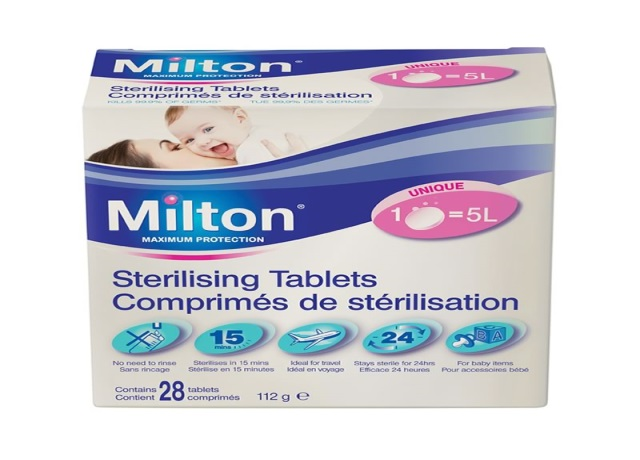 Milton®
MAXIMUM PROTECTION
UNIQUE
1 = 5L
Sterilising Tablets
Comprimés de stérilisation
KILLS 99.9% OF GERMS* TUE 99,9% DES GERMES*
Milton®
MAXIMUM PROTECTION
UNIQUE
1 = 5L
Sterilising Tablets
Comprimés de stérilisation
15
mins
24
B A
No need to rinse
Sans rincage
Sterilises in 15 mins
Stérilise en 15 minutes
Ideal for travel
Idéal en voyage
Stays sterile for 24hrs
Efficace 24 heures
For baby items
Pour accessoires bébé
Contains 28 tablets
Contient comprimés
112 g e